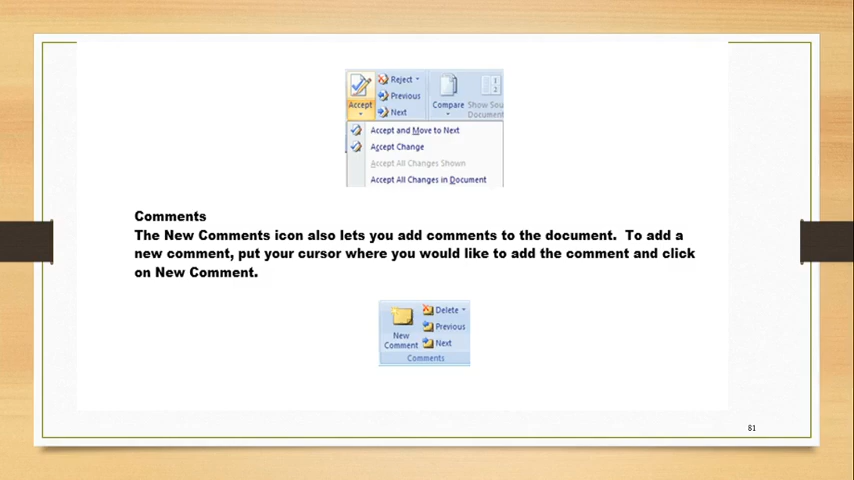 Reject
Accept
Previous
Next
Compare
Show Sou
Document
Accept and Move to Next
Accept Change
Accept All Changes Shown
Accept All Changes in Document
Comments
The New Comments icon also lets you add comments to the document. To add a
new comment, put your cursor where you would like to add the comment and click
on New Comment.
New
Comment
Delete
Previous
Next
Comments
81